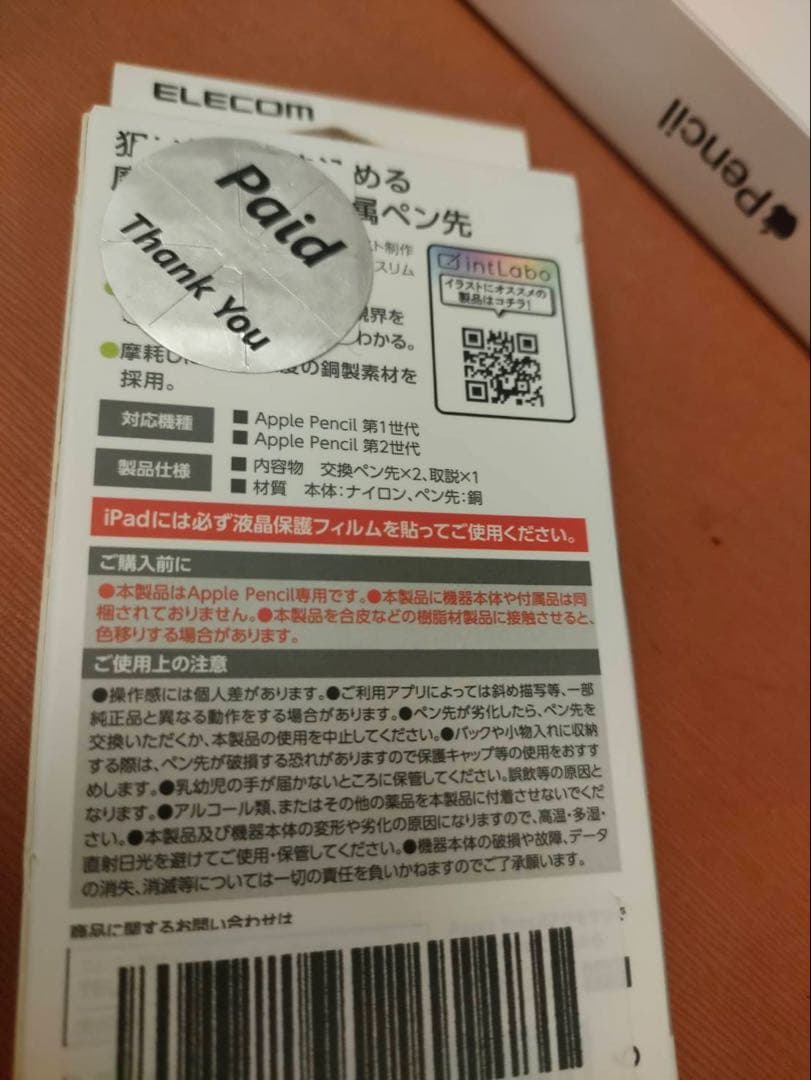 ELECOM
める
属ペン先
Paid
Thank You
スト制作
スリム
intLabo
イラストにオススメの
製品はコチラ!
視界を
わかる。
●摩耗し
の銅製素材を
採用。
対応機種
■ Apple Pencil 第1世代
■ Apple Pencil 第2世代
製品仕様
■ 内容物 交換ペン先×2、取説×1
■ 材質 本体:ナイロン、ペン先:銅
iPadには必ず液晶保護フィルムを貼ってご使用ください。
ご購入前に
●本製品はApple Pencil専用です。●本製品に機器本体や付属品は同
梱されておりません。●本製品を合皮などの樹脂材製品に接触させると、
色移りする場合があります。
ご使用上の注意
●操作感には個人差があります。●ご利用アプリによっては斜め描写等、一部
純正品と異なる動作をする場合があります。●ペン先が劣化したら、ペン先を
交換いただくか、本製品の使用を中止してください。●バックや小物入れに収納
する際は、ペン先が破損する恐れがありますので保護キャップ等の使用をおすす
めします。●乳幼児の手が届かないところに保管してください。誤飲等の原因と
なります。●アルコール類、またはその他の薬品を本製品に付着させないでくだ
さい。●本製品及び機器本体の変形や劣化の原因になりますので、高温・多湿・
直射日光を避けてご使用・保管してください。●機器本体の破損や故障、データ
の消失、消滅等については一切の責任を負いかねますのでご了承願います。
商品に関するお問い合わせは
Pencil